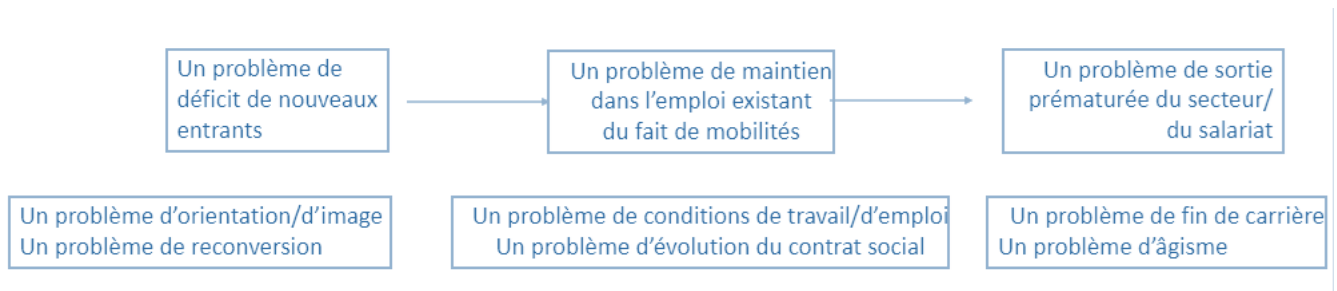 Un problème de
déficit de nouveaux
entrants
Un problème de maintien
dans l'emploi existant
du fait de mobilités
Un problème de sortie
prématurée du secteur/
du salariat
Un problème d'orientation/d'image
Un problème de reconversion
Un problème de conditions de travail/d'emploi
Un problème d'évolution du contrat social
Un problème de fin de carrière
Un problème d'âgisme